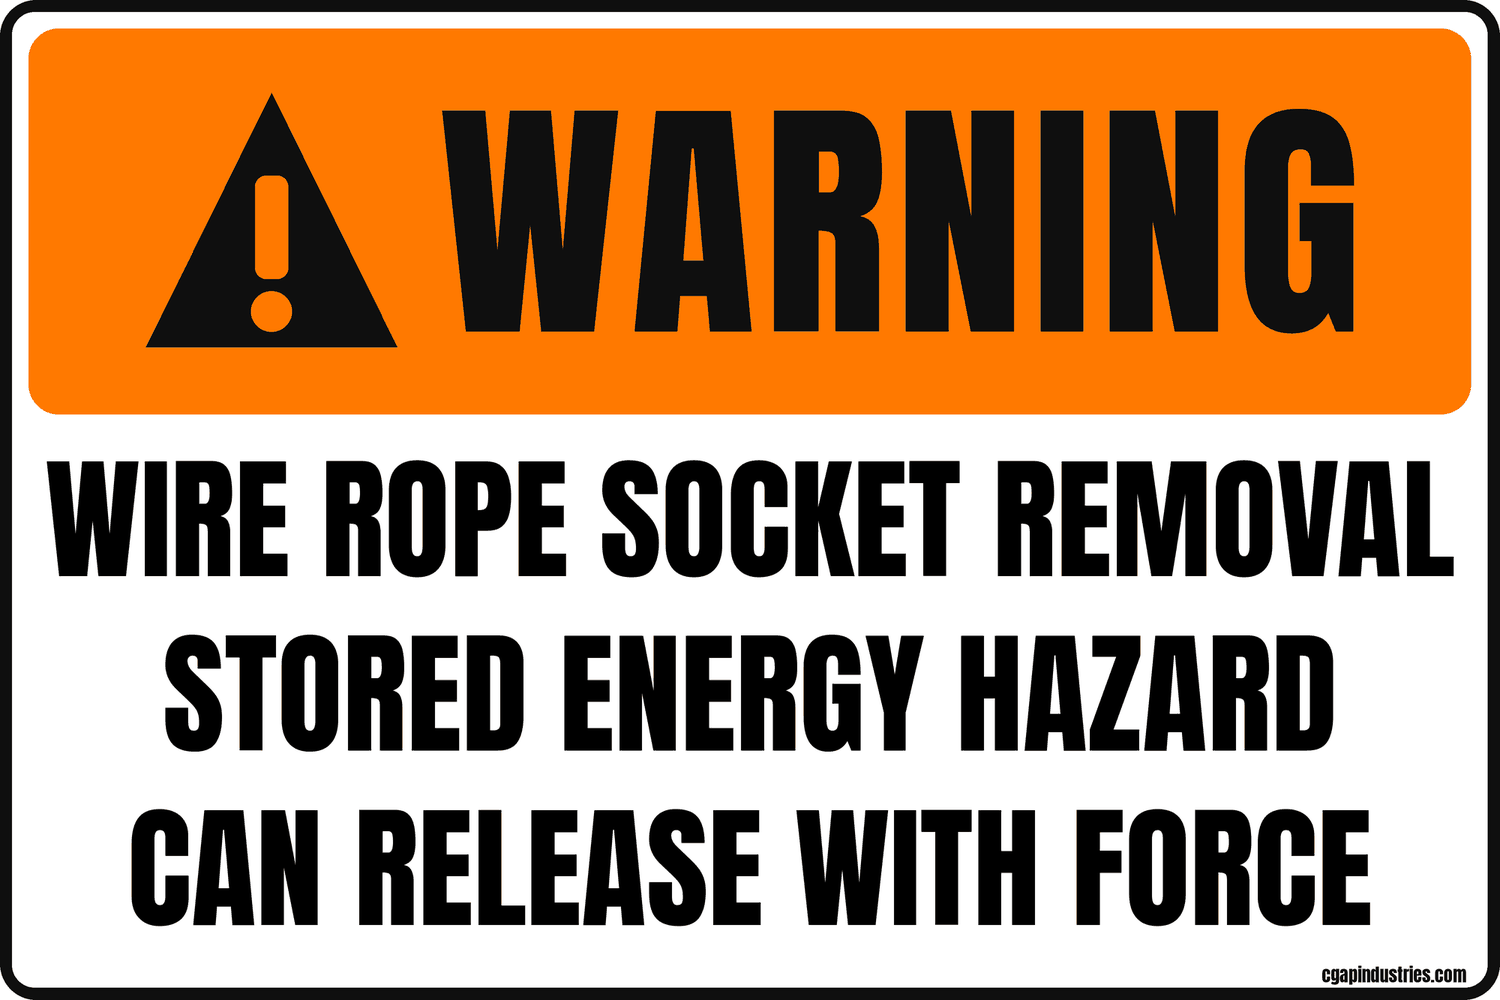 WARNING
WIRE ROPE SOCKET REMOVAL
STORED ENERGY HAZARD
CAN RELEASE WITH FORCE
cgapindustries.com